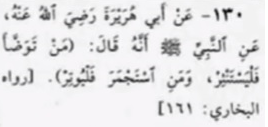 ١٣٠- عَنْ أَبِي هُرَيْرَةَ رَضِيَ اللهُ عَنْهُ،
عَنِ النَّبِيِّ ﷺ أَنَّهُ قَالَ: (مَنْ تَوَضَّأَ
فَلْيَسْتَنْثِرْ، وَمَنِ اسْتَجْمَرَ فَلْيُوتِرْ). [رواه
البخاري: ١٦١]